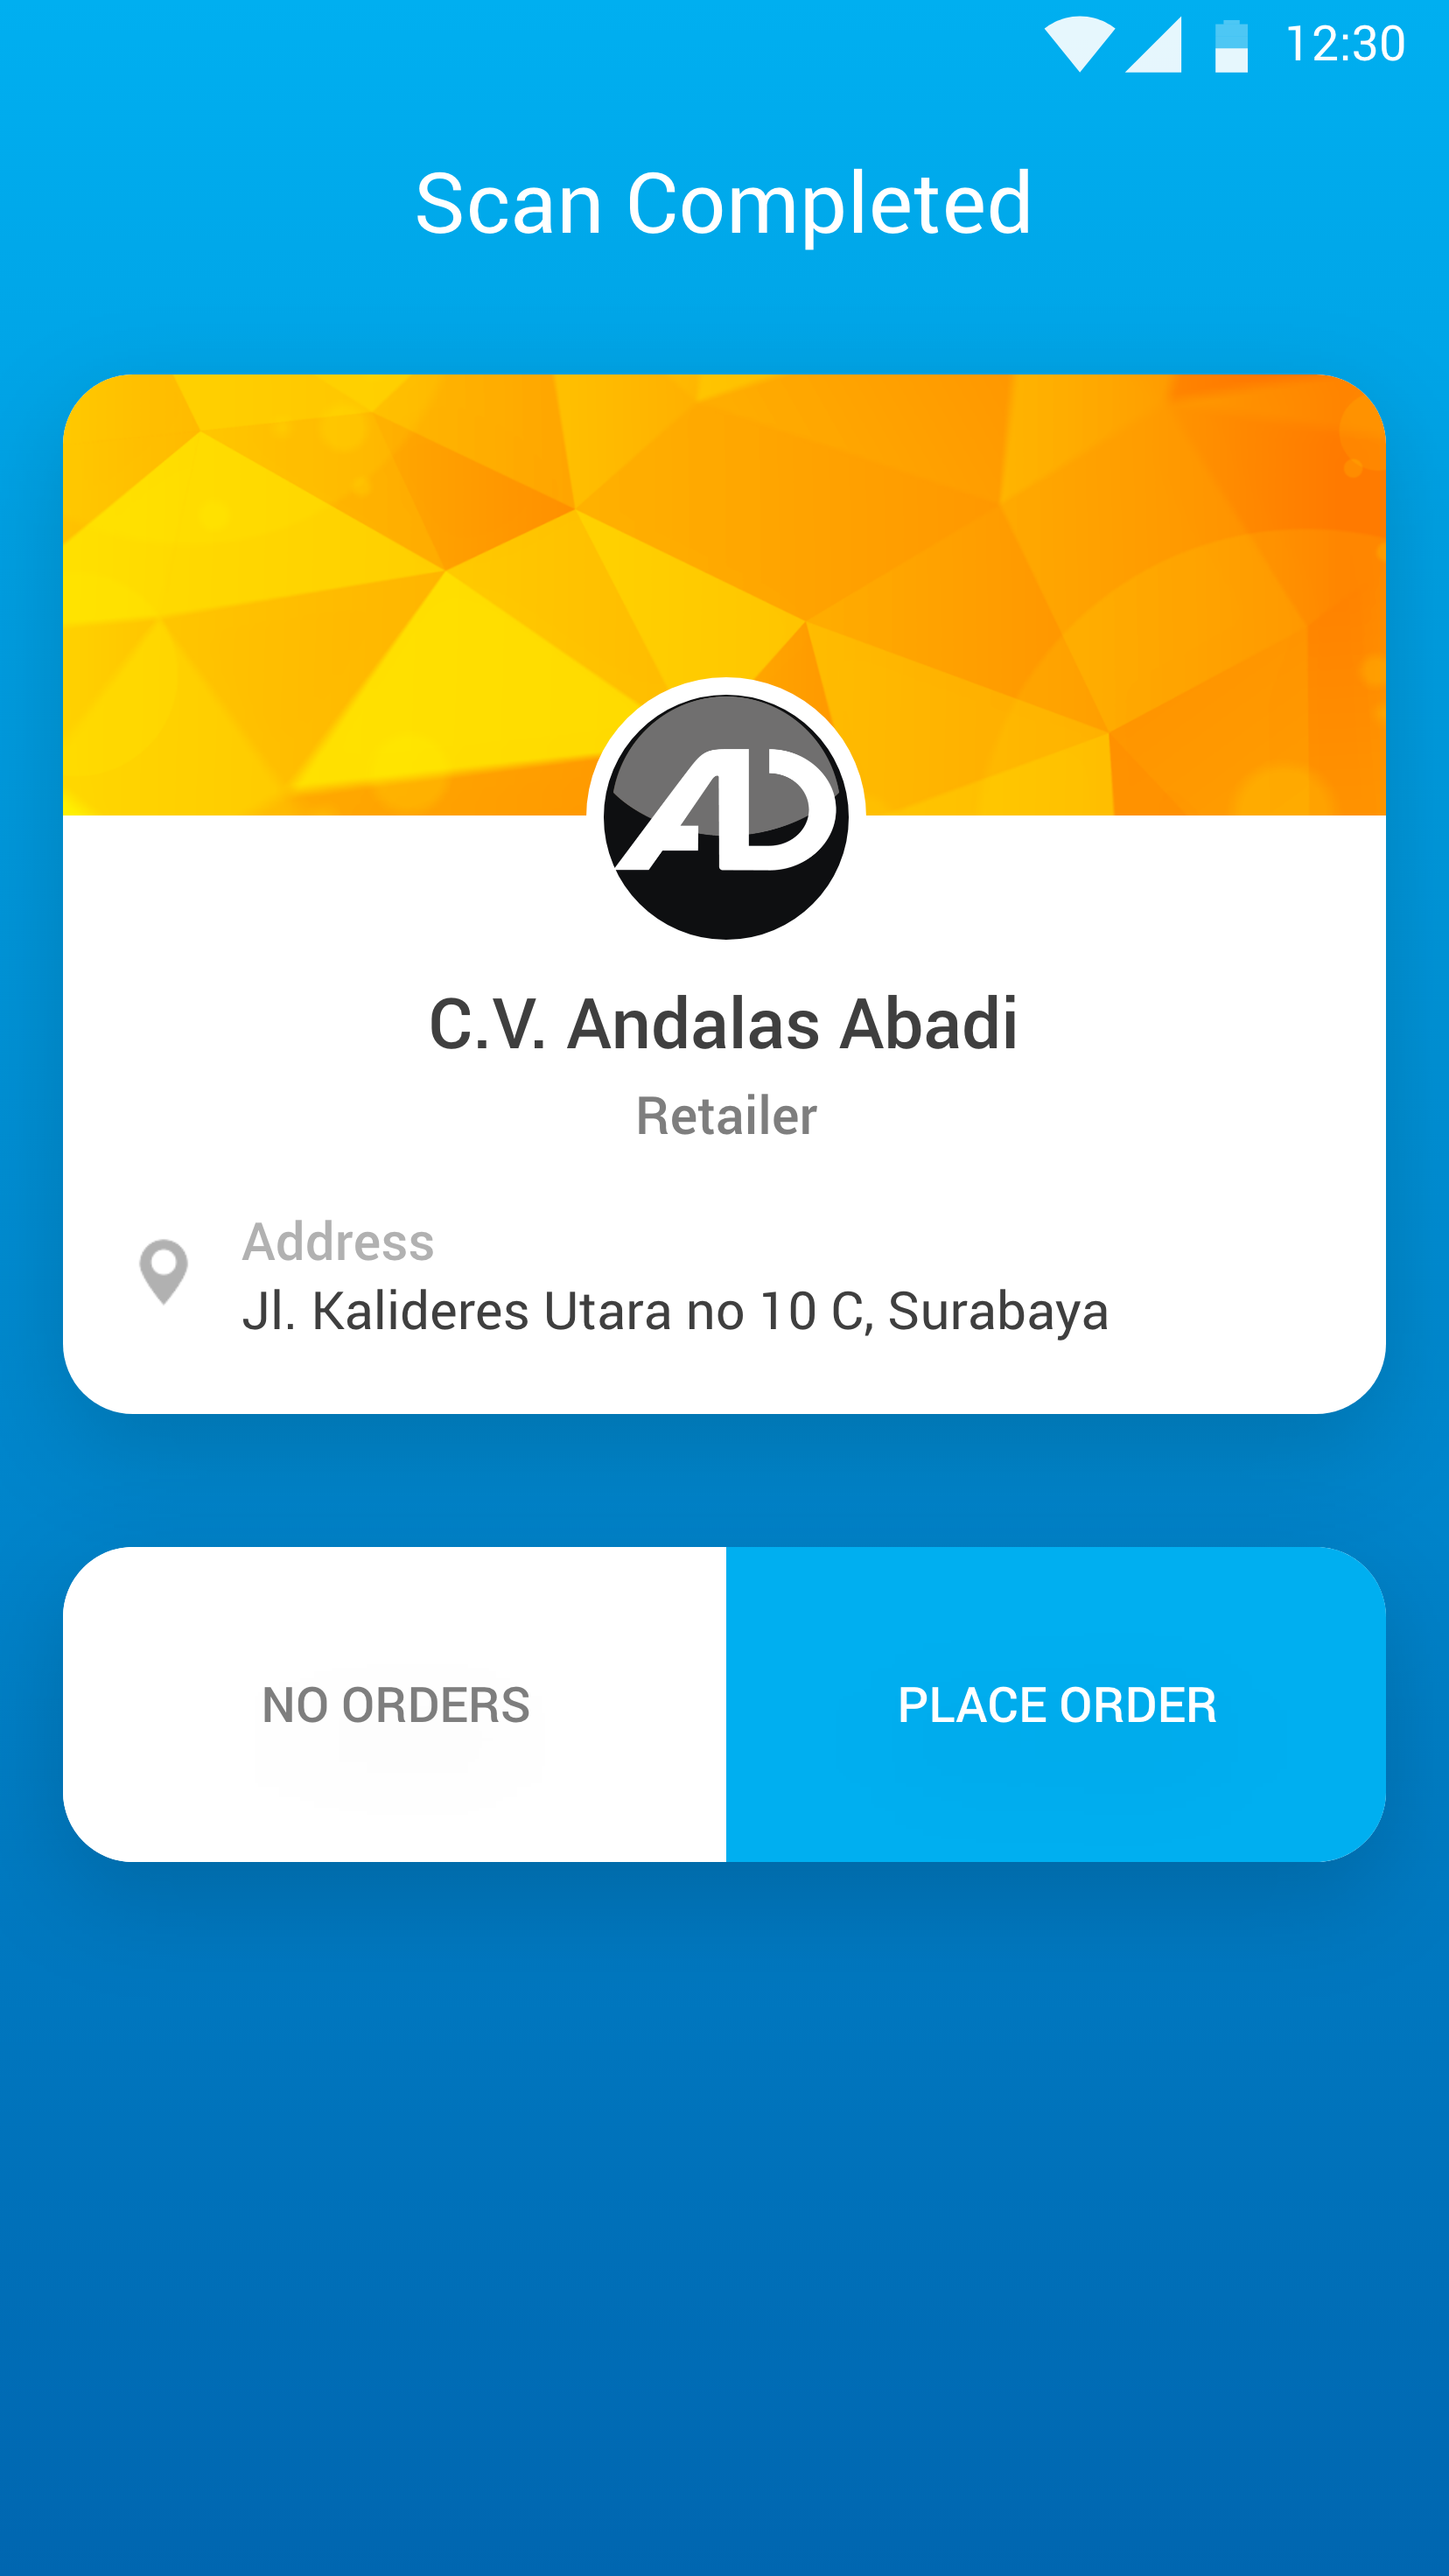 12:30
Scan Completed
AD
C.V. Andalas Abadi
Retailer
Address
Jl. Kalideres Utara no 10 C, Surabaya
NO ORDERS
PLACE ORDER